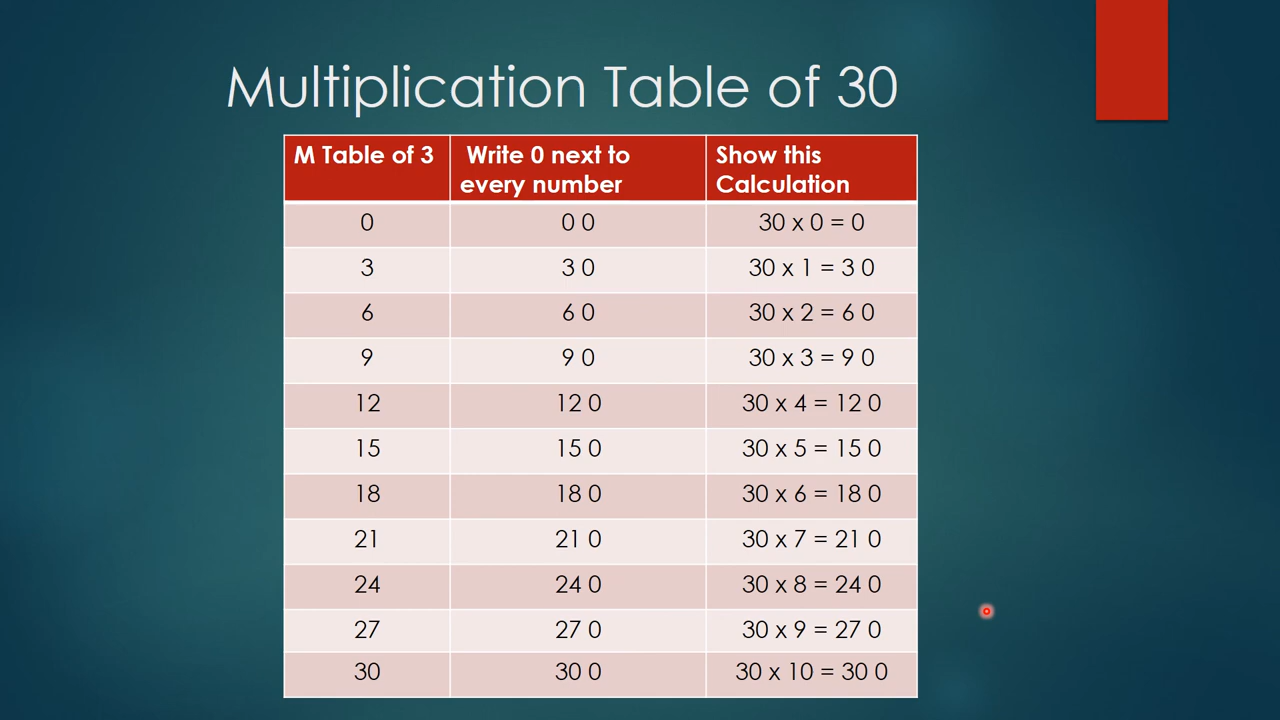 Multiplication Table of 30
M Table of 3 Write 0 next to every number Show this Calculation
0 0 0 30 x 0 = 0
3 3 0 30 x 1 = 3 0
6 6 0 30 x 2 = 6 0
9 9 0 30 x 3 = 9 0
12 12 0 30 x 4 = 12 0
15 15 0 30 x 5 = 15 0
18 18 0 30 x 6 = 18 0
21 21 0 30 x 7 = 21 0
24 24 0 30 x 8 = 24 0
27 27 0 30 x 9 = 27 0
30 30 0 30 x 10 = 30 0